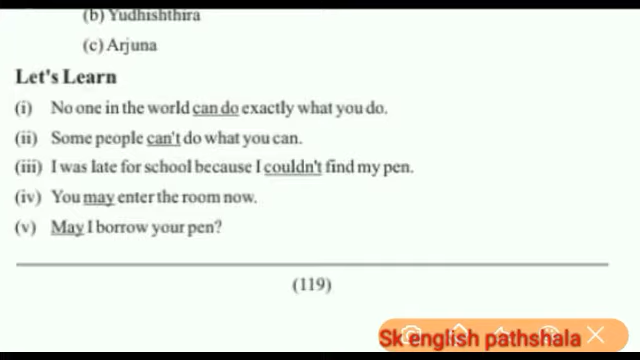 (b) Yudhishthira
(c) Arjuna
Let's Learn
(i) No one in the world can do exactly what you do.
(ii) Some people can't do what you can.
(iii) I was late for school because I couldn't find my pen.
(iv) You may enter the room now.
(v) May I borrow your pen?
(119)
Sk english pathshala